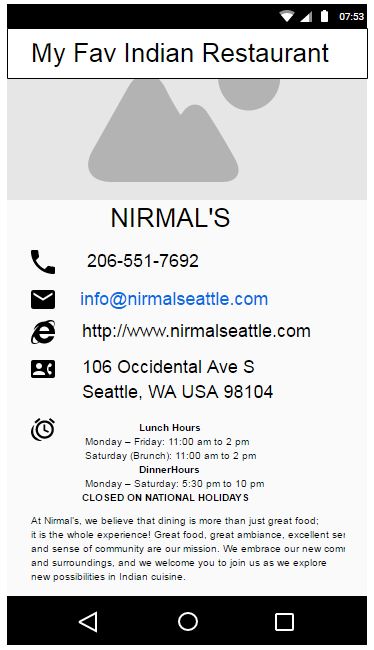 07:53
My Fav Indian Restaurant
NIRMAL'S
206-551-7692
info@nirmalseattle.com
http://www.nirmalseattle.com
106 Occidental Ave S
Seattle, WA USA 98104
Lunch Hours
Monday – Friday: 11:00 am to 2 pm
Saturday (Brunch): 11:00 am to 2 pm
DinnerHours
Monday – Saturday: 5:30 pm to 10 pm
CLOSED ON NATIONAL HOLIDAYS
At Nirmal's, we believe that dining is more than just great food;
it is the whole experience! Great food, great ambiance, excellent
and sense of community are our mission. We embrace our new
and surroundings, and we welcome you to join us as we explore
new possibilities in Indian cuisine.